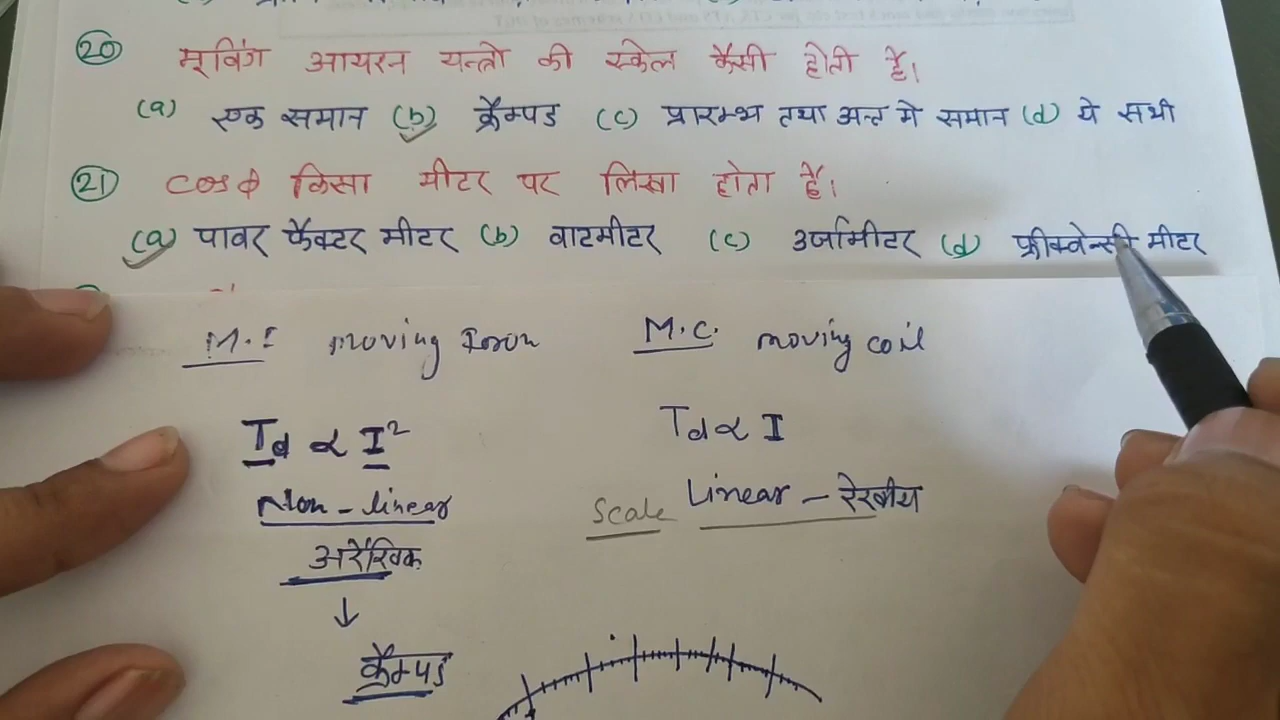 20 मूविंग आयरन यन्त्रो की स्केल कैसी होती है।
(a) एक समान (b) क्रैम्पड (c) प्रारम्भ तथा अन्त मे समान (d) ये सभी
21 cosϕ किसा मीटर पर लिखा होता है।
(a) पावर फैक्टर मीटर (b) वाटमीटर (c) उर्जामीटर (d) फ्रीक्वेन्सी मीटर
M.I moving Iron M.C. moving coil
Td ∝ I² Td ∝ I
Non-linear Scale Linear - रेखीय
अरैखिक
↓
क्रैम्पड